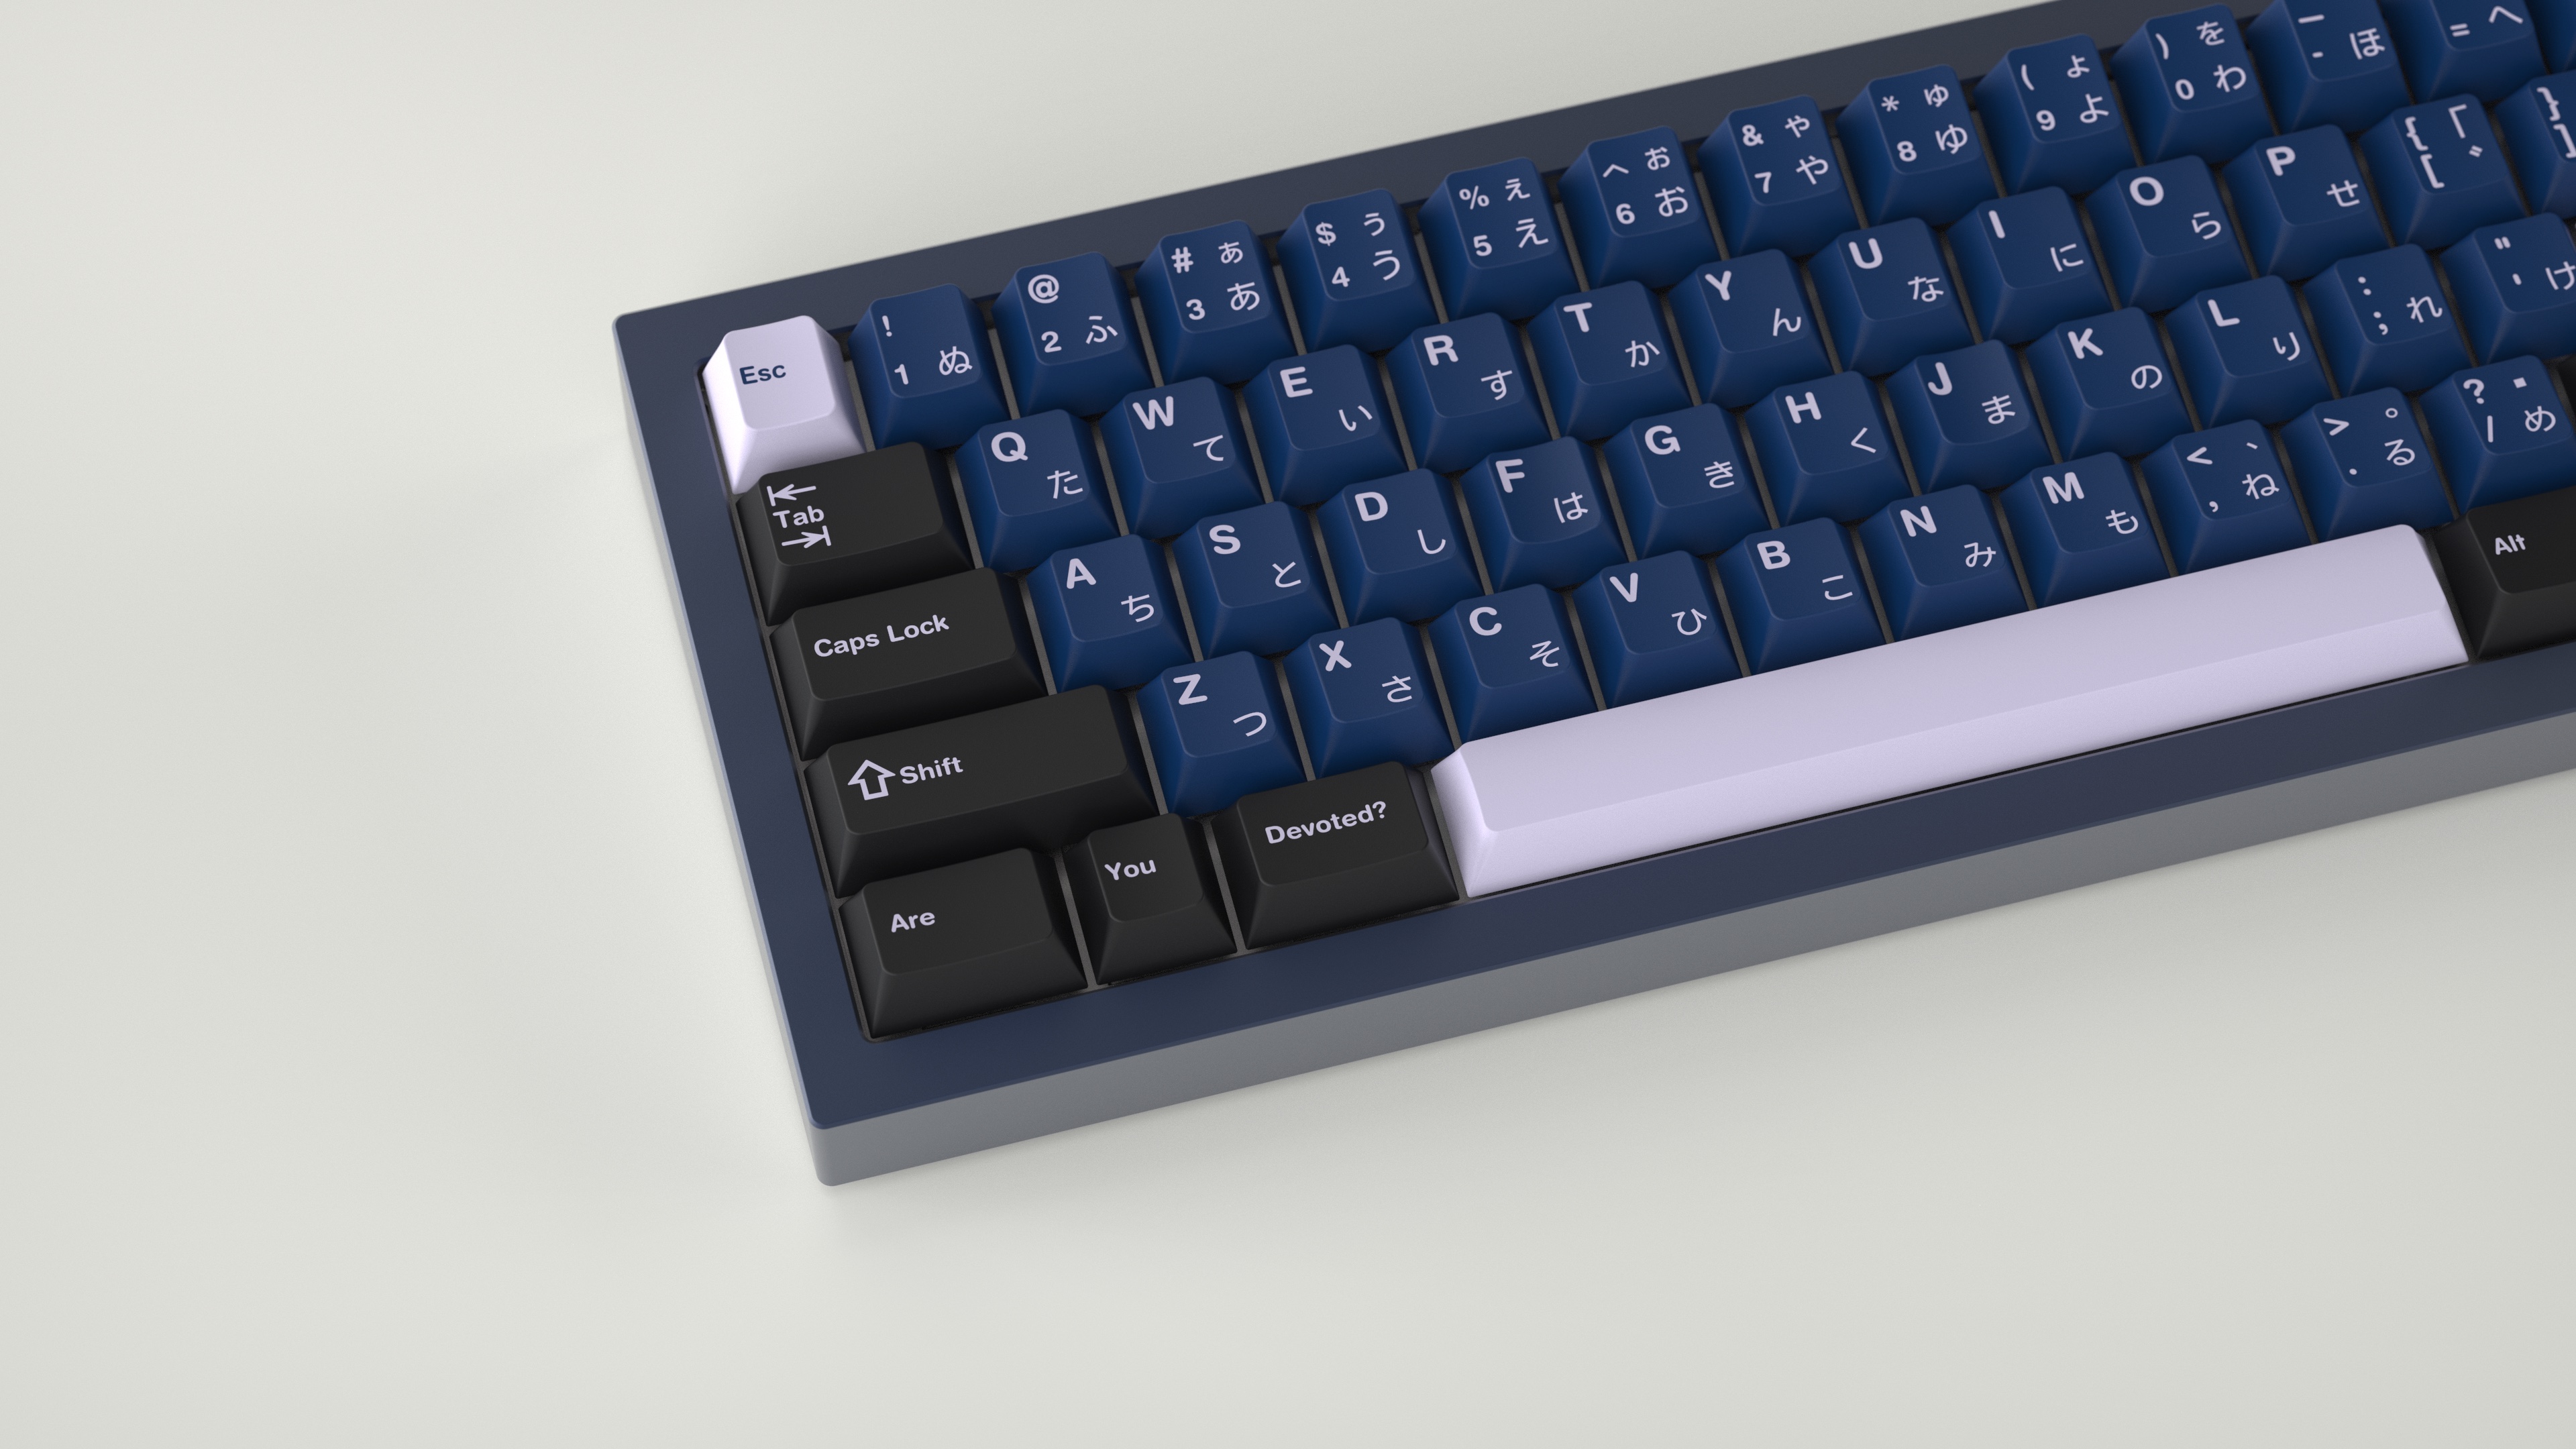 Esc
! 1 ぬ
@ 2 ふ
# ぁ 3 あ
$ ぅ 4 う
% ぇ 5 え
^ ぉ 6 お
& ゃ 7 や
* ゅ 8 ゆ
( ょ 9 よ
) を 0 わ
- ほ
= へ
Tab
Q た
W て
E い
R す
T か
Y ん
U な
I に
O ら
P せ
{ 「 [ ゜
} ]
Caps Lock
A ち
S と
D し
F は
G き
H く
J ま
K の
L り
: ; れ
" ' け
Shift
Z つ
X さ
C そ
V ひ
B こ
N み
M も
< 、 , ね
> 。 . る
? ・ / め
Are
You
Devoted?
Alt